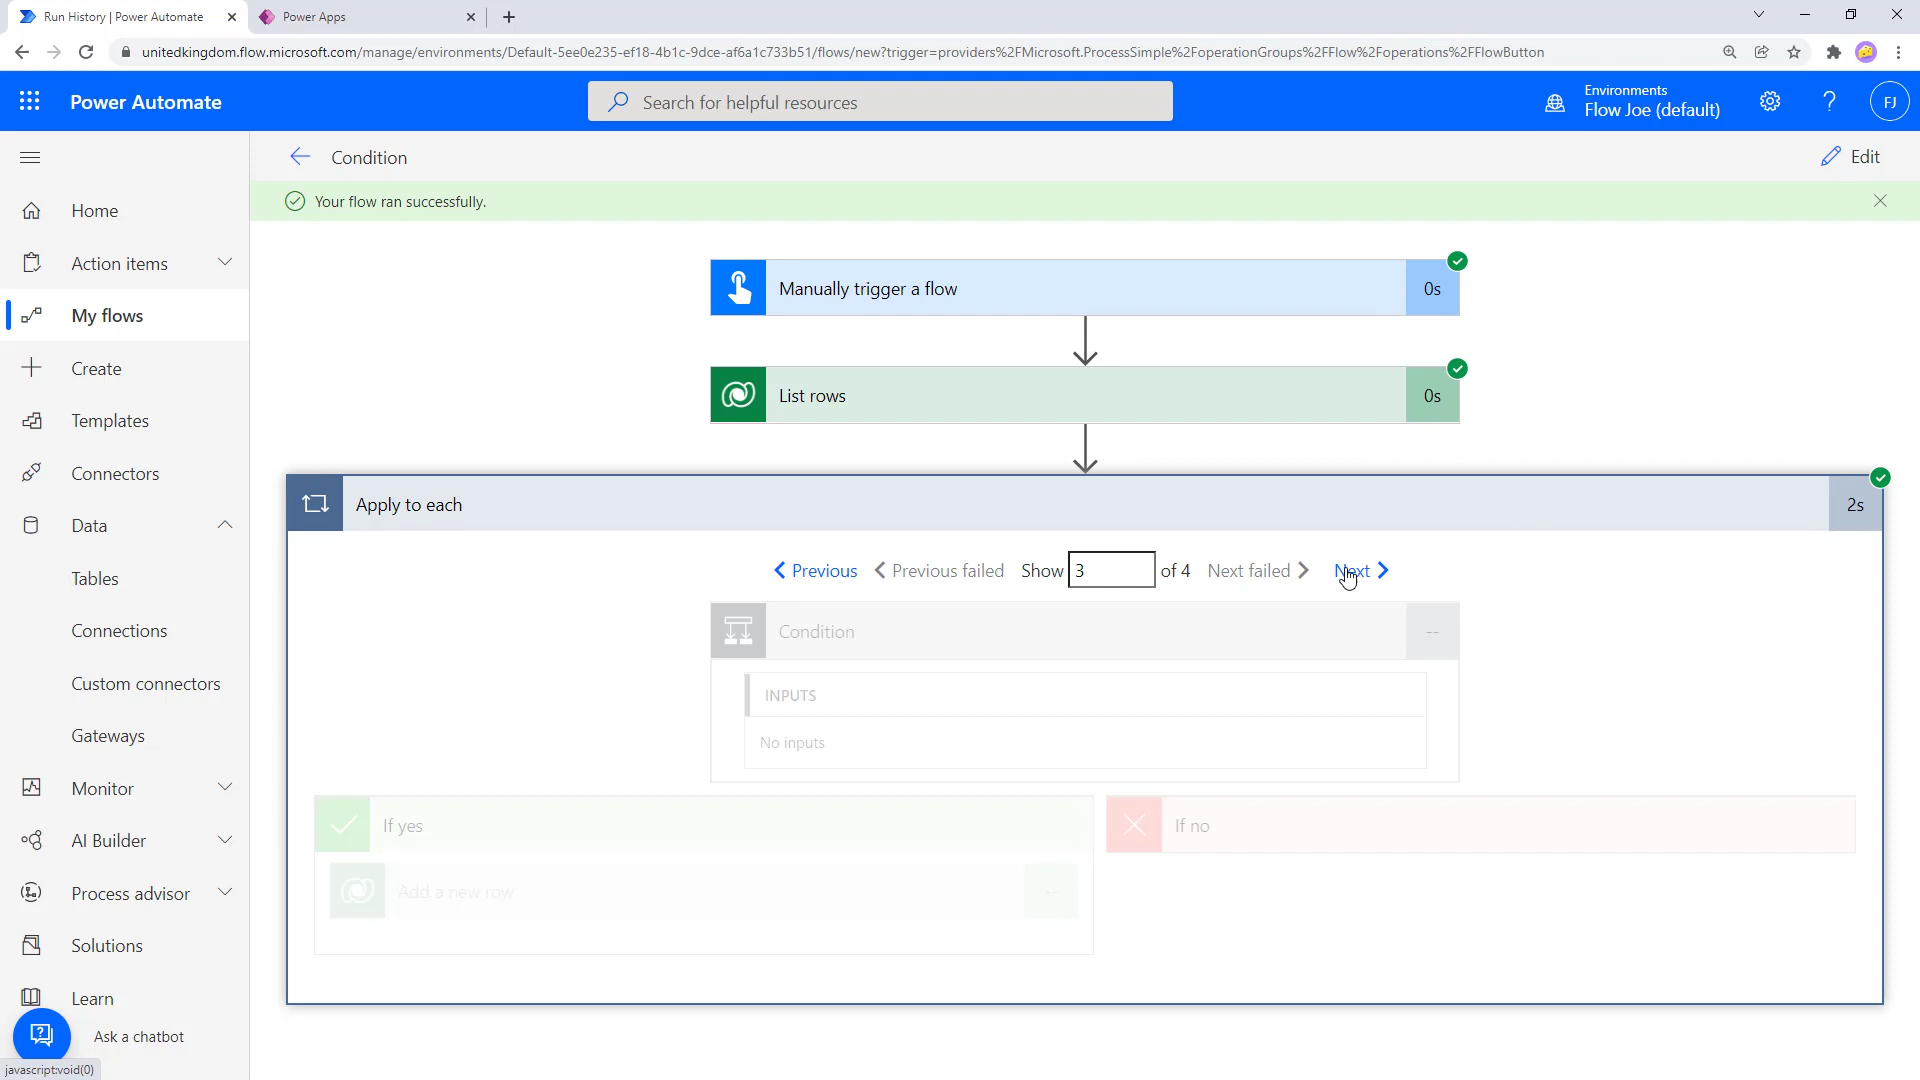 Run History | Power Automate
Power Apps
unitedkingdom.flow.microsoft.com/manage/environments/Default-5ee0e235-ef18-4b1c-9dce-af6a1c733b51/flows/new?trigger=providers%2FMicrosoft.ProcessSimple%2FoperationGroups%2FFlow%2Foperations%2FFlowButton
Power Automate
Search for helpful resources
Environments
Flow Joe (default)
FJ
Condition
Edit
Your flow ran successfully.
Home
Action items
My flows
Create
Templates
Connectors
Data
Tables
Connections
Custom connectors
Gateways
Monitor
AI Builder
Process advisor
Solutions
Learn
Ask a chatbot
javascript:void(0)
Manually trigger a flow
0s
List rows
0s
Apply to each
2s
Previous
Previous failed
Show
3
of 4
Next failed
Next
Condition
--
INPUTS
No inputs
If yes
Add a new row
--
If no